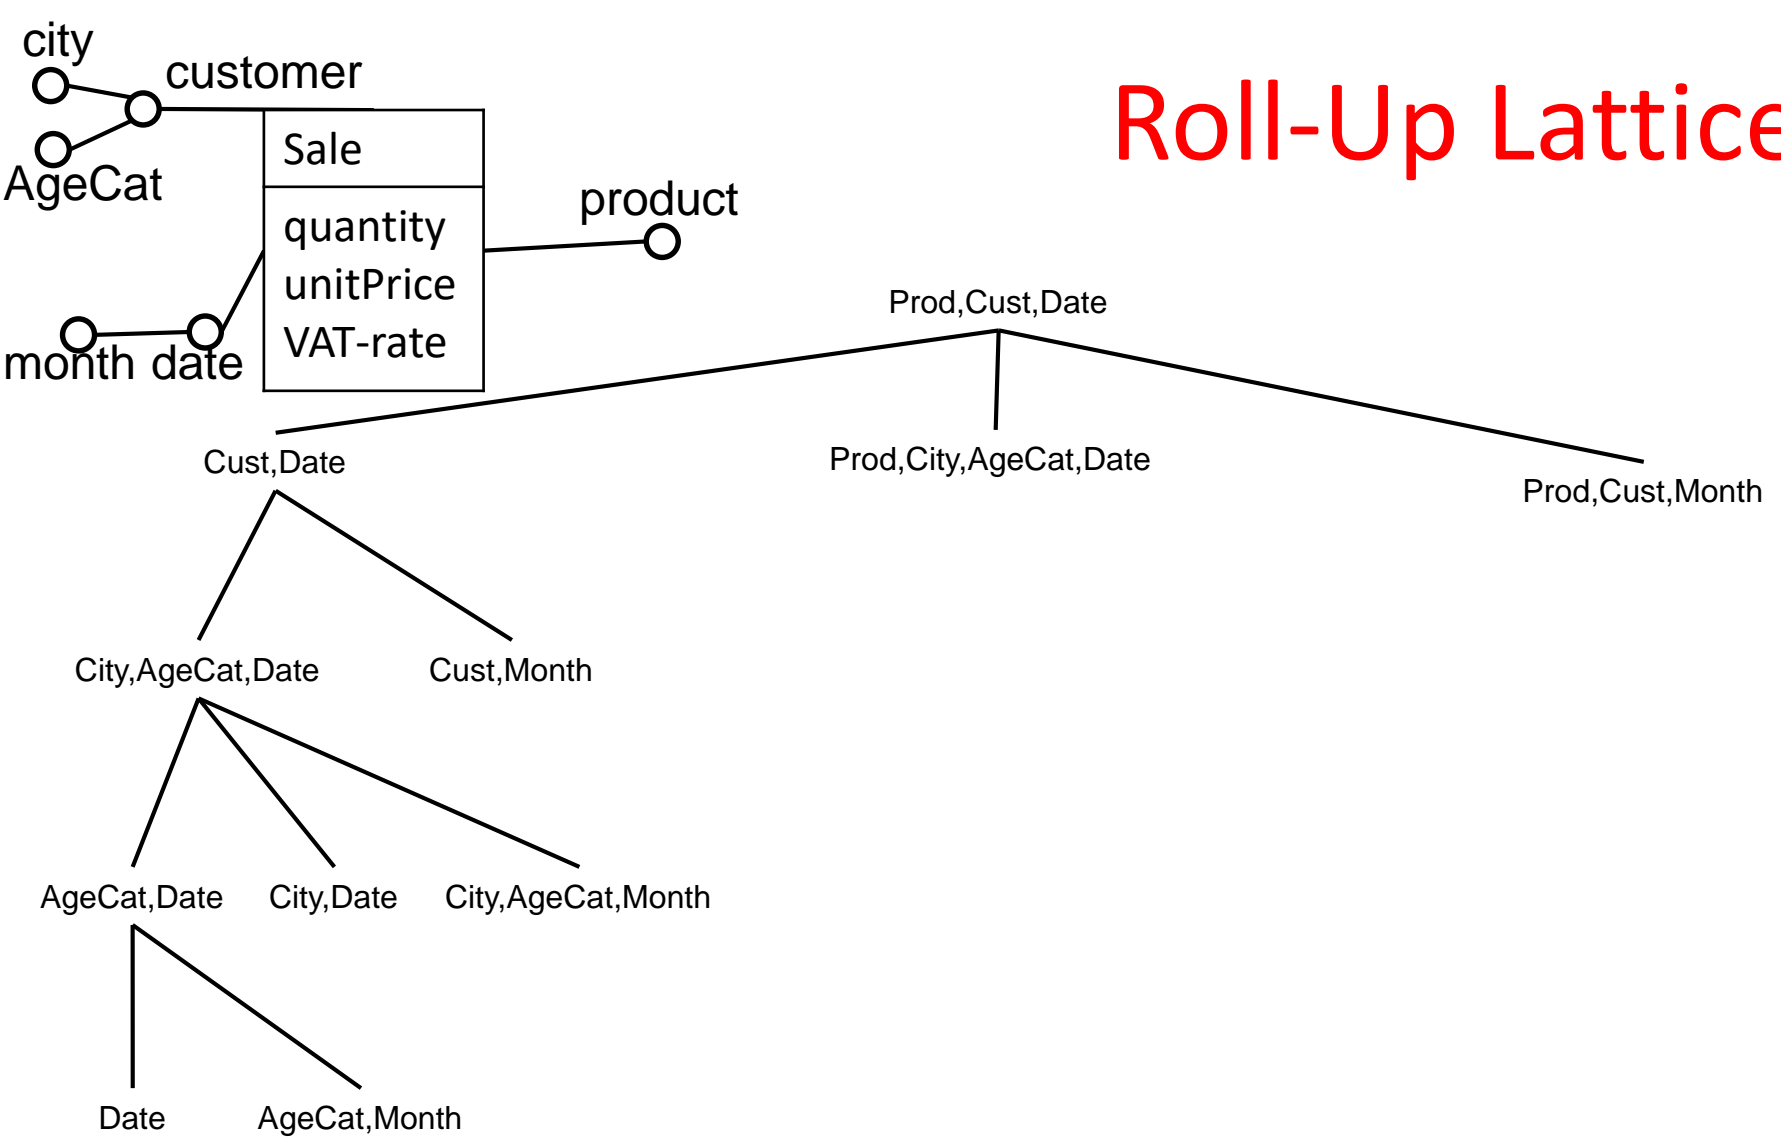 city
customer
Roll-Up Lattice
Sale
AgeCat
product
quantity
unitPrice
Prod,Cust,Date
VAT-rate
month date
Cust,Date
Prod,City,AgeCat,Date
Prod,Cust,Month
City,AgeCat,Date
Cust,Month
AgeCat,Date
City,Date
City,AgeCat,Month
Date
AgeCat,Month